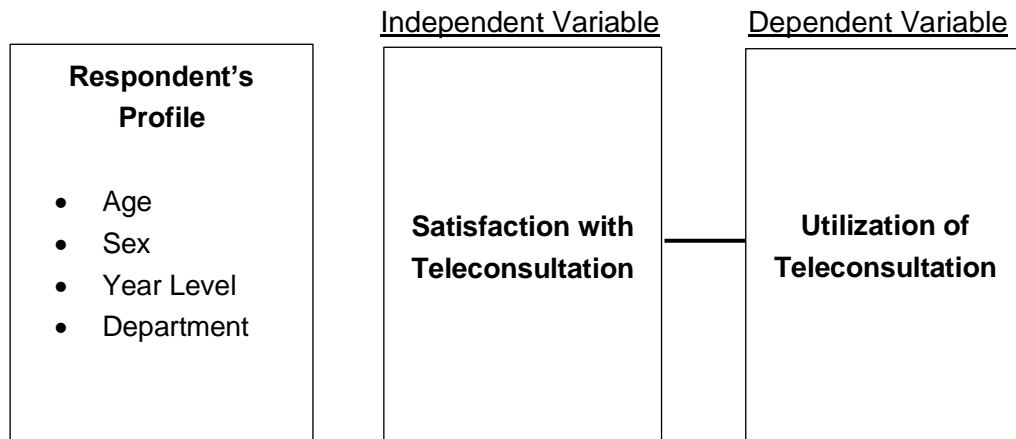 Independent Variable
Dependent Variable
Respondent’s
Profile
• Age
• Sex
• Year Level
• Department
Satisfaction with
Teleconsultation
Utilization of
Teleconsultation